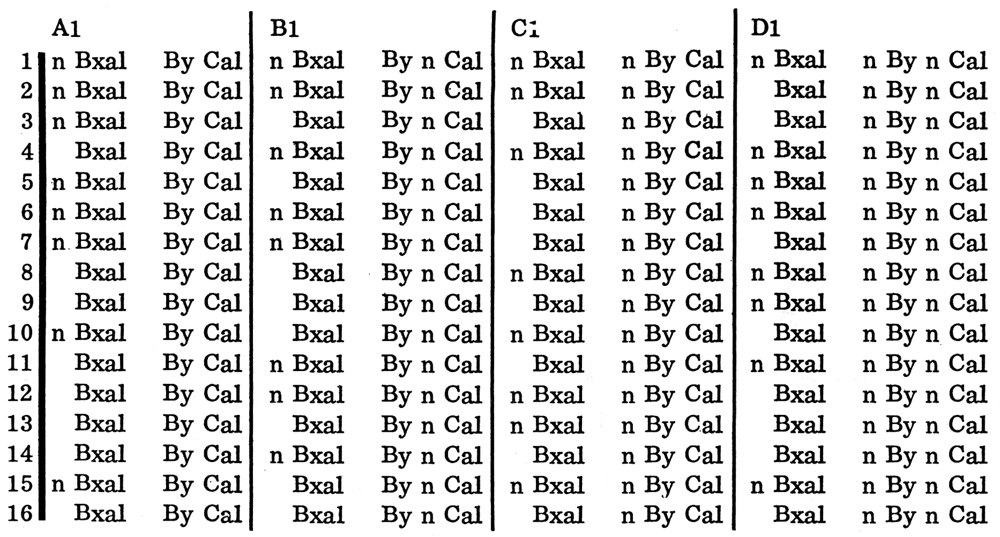 A1 B1 C1 D1
1 n Bxal By Cal n Bxal By n Cal n Bxal n By Cal n Bxal n By n Cal
2 n Bxal By Cal n Bxal By n Cal n Bxal n By Cal Bxal n By n Cal
3 n Bxal By Cal Bxal By n Cal Bxal n By Cal Bxal n By n Cal
4 Bxal By Cal n Bxal By n Cal n Bxal n By Cal n Bxal n By n Cal
5 n Bxal By Cal Bxal By n Cal Bxal n By Cal n Bxal n By n Cal
6 n Bxal By Cal n Bxal By n Cal Bxal n By Cal n Bxal n By n Cal
7 n Bxal By Cal n Bxal By n Cal Bxal n By Cal Bxal n By n Cal
8 Bxal By Cal Bxal By n Cal n Bxal n By Cal n Bxal n By n Cal
9 Bxal By Cal Bxal By n Cal Bxal n By Cal n Bxal n By n Cal
10 n Bxal By Cal Bxal By n Cal n Bxal n By Cal Bxal n By n Cal
11 Bxal By Cal n Bxal By n Cal Bxal n By Cal n Bxal n By n Cal
12 Bxal By Cal n Bxal By n Cal n Bxal n By Cal Bxal n By n Cal
13 Bxal By Cal Bxal By n Cal n Bxal n By Cal Bxal n By n Cal
14 Bxal By Cal n Bxal By n Cal Bxal n By Cal Bxal n By n Cal
15 n Bxal By Cal Bxal By n Cal n Bxal n By Cal n Bxal n By n Cal
16 Bxal By Cal Bxal By n Cal Bxal n By Cal Bxal n By n Cal